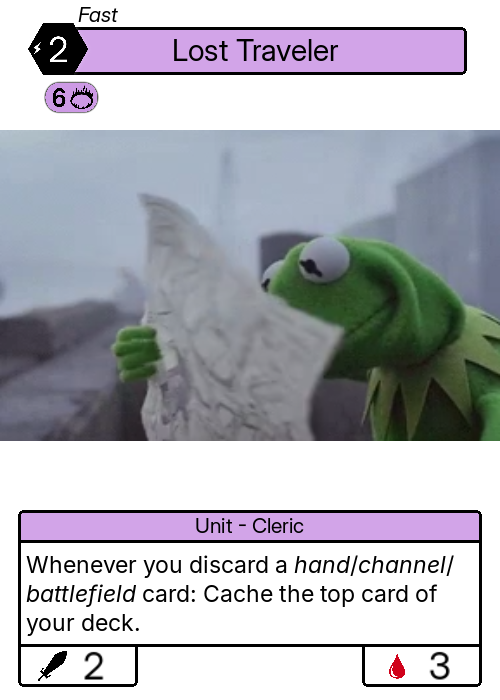 Fast
2
Lost Traveler
6
Unit - Cleric
Whenever you discard a hand/channel/
battlefield card: Cache the top card of
your deck.
2
3